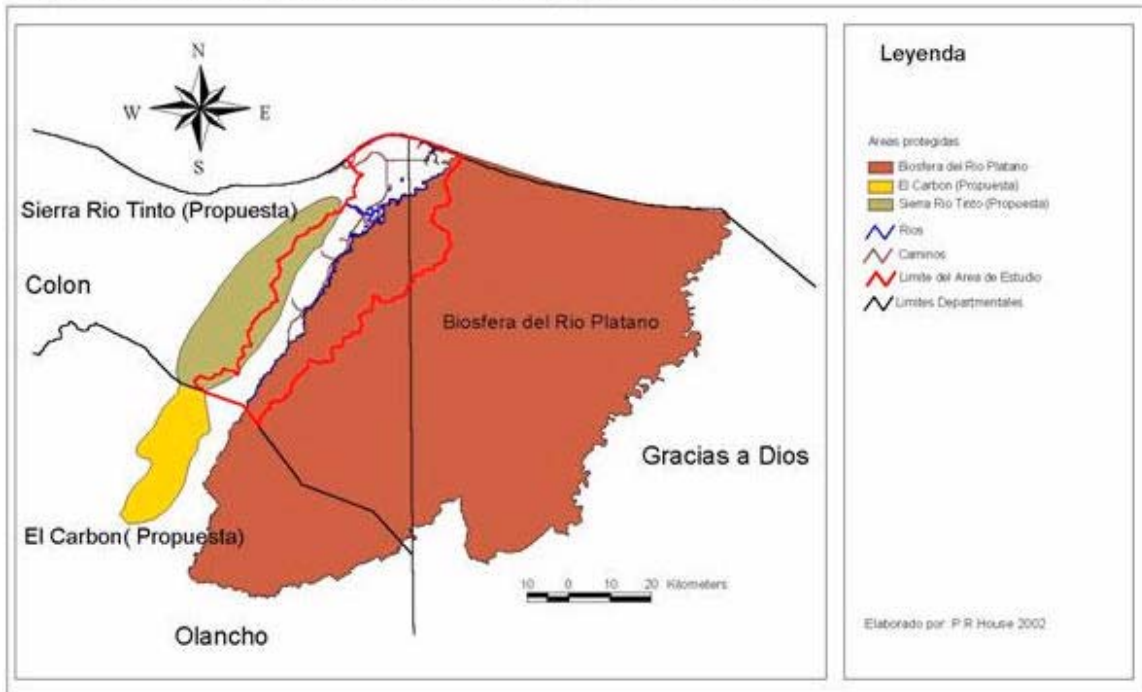 N
W E
S
Sierra Rio Tinto (Propuesta)
Colon
Biosfera del Rio Platano
Gracias a Dios
El Carbon( Propuesta)
10 0 10 20 Kilometers
Olancho
Leyenda
Areas protegidas
Biosfera del Rio Platano
El Carbon (Propuesta)
Sierra Rio Tinto (Propuesta)
Rios
Caminos
Limite del Area de Estudio
Limites Departmentales
Elaborado por: P R House 2002